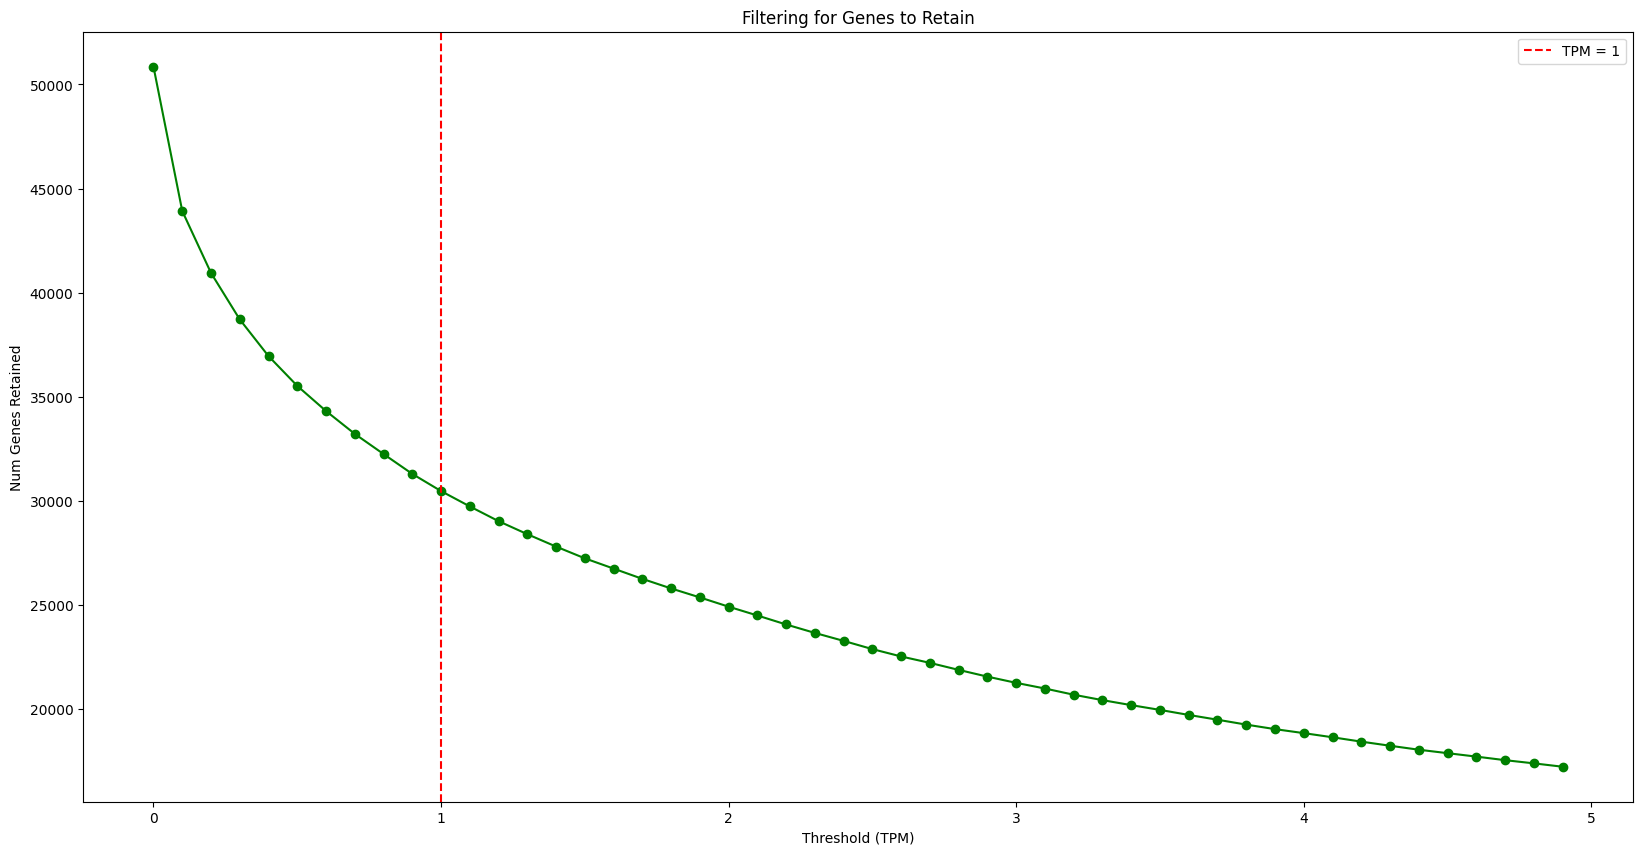 Filtering for Genes to Retain
TPM = 1
Num Genes Retained
50000
45000
40000
35000
30000
25000
20000
0 1 2 3 4 5
Threshold (TPM)